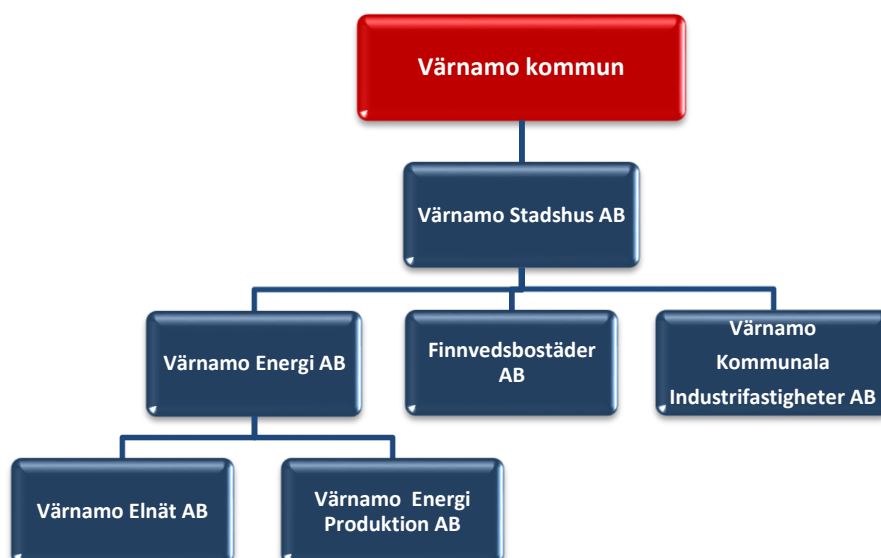 Värnamo kommun
Värnamo Stadshus AB
Värnamo Energi AB
Finnvedsbostäder
AB
Värnamo
Kommunala
Industrifastigheter AB
Värnamo Elnät AB
Värnamo Energi
Produktion AB